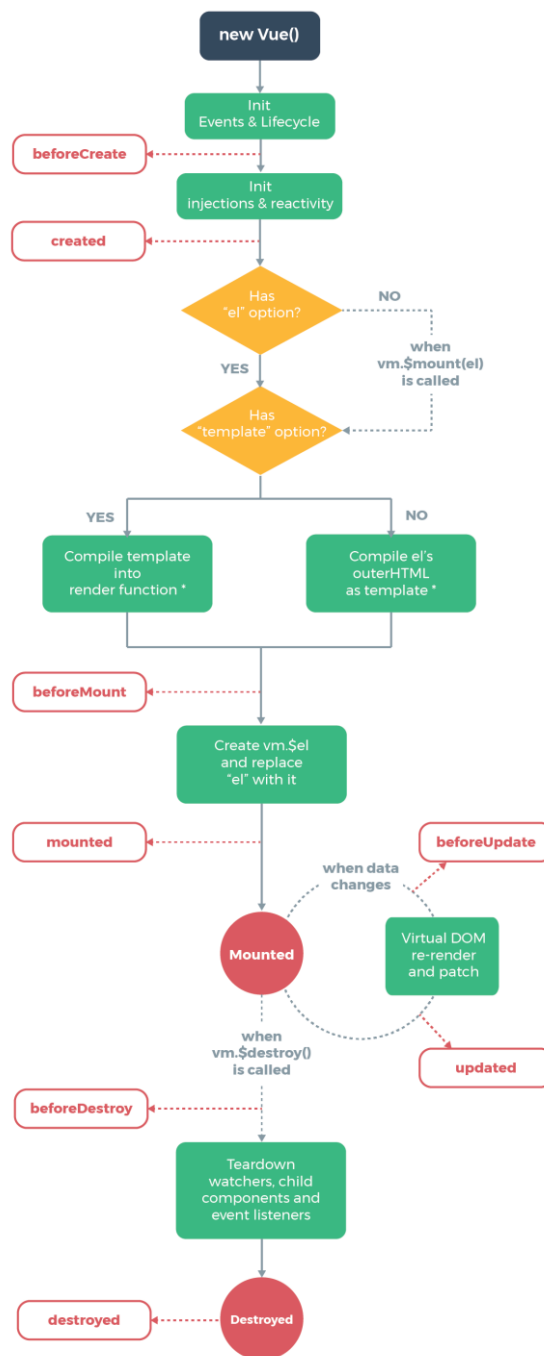 new Vue()
Init
Events & Lifecycle
beforeCreate
Init
injections & reactivity
created
Has
“el” option?
NO
when
vm.$mount(el)
is called
YES
Has
“template” option?
YES
NO
Compile template
into
render function *
Compile el’s
outerHTML
as template *
beforeMount
Create vm.$el
and replace
“el” with it
mounted
beforeUpdate
when data
changes
Mounted
Virtual DOM
re-render
and patch
when
vm.$destroy()
is called
updated
beforeDestroy
Teardown
watchers, child
components and
event listeners
destroyed
Destroyed